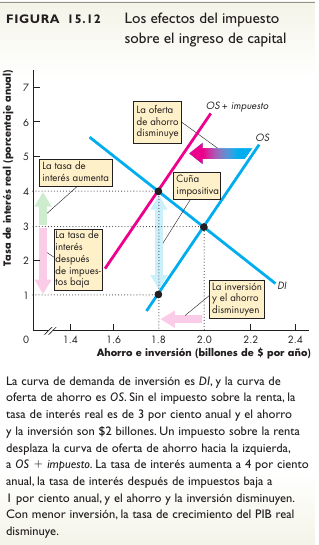 FIGURA 15.12 Los efectos del impuesto
sobre el ingreso de capital
Tasa de interés real (porcentaje anual)
7
6
5
4
3
2
1
0
1.4
1.6
1.8
2.0
2.2
2.4
Ahorro e inversión (billones de $ por año)
La oferta
de ahorro
disminuye
OS + impuesto
OS
La tasa de
interés aumenta
Cuña
impositiva
La tasa de
interés
después
de impues-
tos baja
La inversión
y el ahorro
disminuyen
DI
La curva de demanda de inversión es DI, y la curva de
oferta de ahorro es OS. Sin el impuesto sobre la renta, la
tasa de interés real es de 3 por ciento anual y el ahorro
y la inversión son $2 billones. Un impuesto sobre la renta
desplaza la curva de oferta de ahorro hacia la izquierda,
a OS + impuesto. La tasa de interés aumenta a 4 por ciento
anual, la tasa de interés después de impuestos baja a
1 por ciento anual, y el ahorro y la inversión disminuyen.
Con menor inversión, la tasa de crecimiento del PIB real
disminuye.